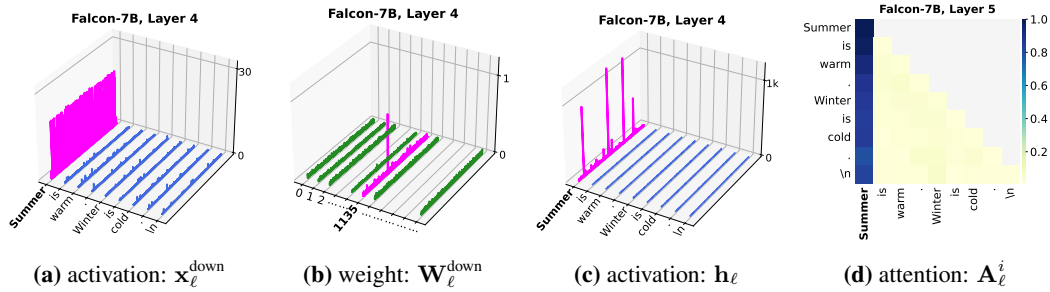 Falcon-7B, Layer 4
30
0
Summer
is
warm
.
Winter
is
cold
.
\n
(a) activation: x_ℓ^down
Falcon-7B, Layer 4
1
0
0
1
2
1135
(b) weight: W_ℓ^down
Falcon-7B, Layer 4
1k
0
Summer
is
warm
.
Winter
is
cold
.
\n
(c) activation: h_ℓ
Falcon-7B, Layer 5
Summer
is
warm
.
Winter
is
cold
.
\n
1.0
0.8
0.6
0.4
0.2
Summer
is
warm
.
Winter
is
cold
.
\n
(d) attention: A_ℓ^i